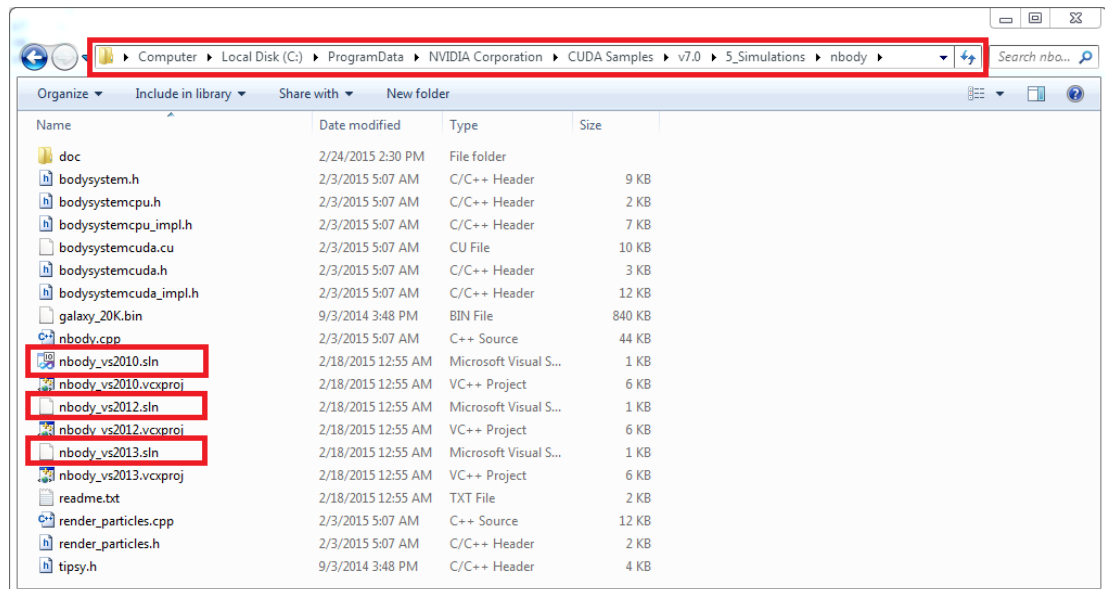 Computer Local Disk (C:) ProgramData NVIDIA Corporation CUDA Samples v7.0 5_Simulations nbody Search nbo...
Organize Include in library Share with New folder
Name Date modified Type Size
doc 2/24/2015 2:30 PM File folder
bodysystem.h 2/3/2015 5:07 AM C/C++ Header 9 KB
bodysystemcpu.h 2/3/2015 5:07 AM C/C++ Header 2 KB
bodysystemcpu_impl.h 2/3/2015 5:07 AM C/C++ Header 7 KB
bodysystemcuda.cu 2/3/2015 5:07 AM CU File 10 KB
bodysystemcuda.h 2/3/2015 5:07 AM C/C++ Header 3 KB
bodysystemcuda_impl.h 2/3/2015 5:07 AM C/C++ Header 12 KB
galaxy_20K.bin 9/3/2014 3:48 PM BIN File 840 KB
nbody.cpp 2/3/2015 5:07 AM C++ Source 44 KB
nbody_vs2010.sln 2/18/2015 12:55 AM Microsoft Visual S... 1 KB
nbody_vs2010.vcxproj 2/18/2015 12:55 AM VC++ Project 6 KB
nbody_vs2012.sln 2/18/2015 12:55 AM Microsoft Visual S... 1 KB
nbody_vs2012.vcxproj 2/18/2015 12:55 AM VC++ Project 6 KB
nbody_vs2013.sln 2/18/2015 12:55 AM Microsoft Visual S... 1 KB
nbody_vs2013.vcxproj 2/18/2015 12:55 AM VC++ Project 6 KB
readme.txt 2/18/2015 12:55 AM TXT File 2 KB
render_particles.cpp 2/3/2015 5:07 AM C++ Source 12 KB
render_particles.h 2/3/2015 5:07 AM C/C++ Header 2 KB
tipsy.h 9/3/2014 3:48 PM C/C++ Header 4 KB